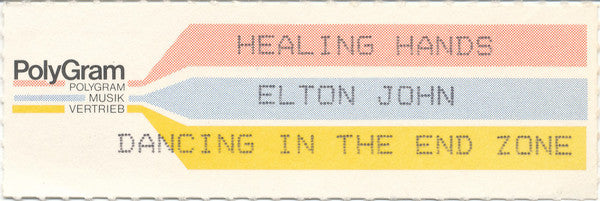 HEALING HANDS
PolyGram
POLYGRAM
MUSIK
VERTRIEB
ELTON JOHN
DANCING IN THE END ZONE